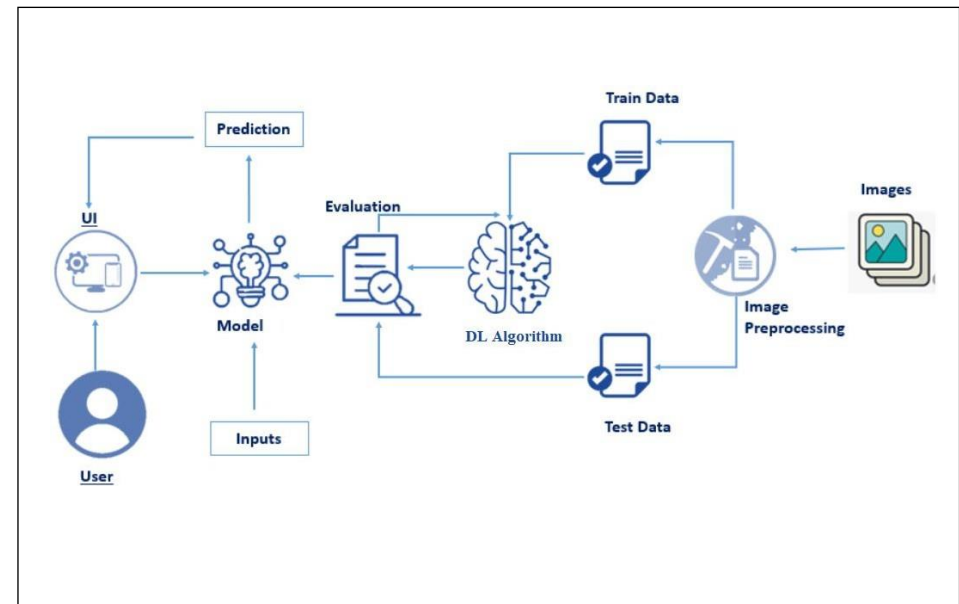 Train Data
Prediction
Images
Evaluation
UI
Image
Preprocessing
Model
DL Algorithm
Test Data
Inputs
User